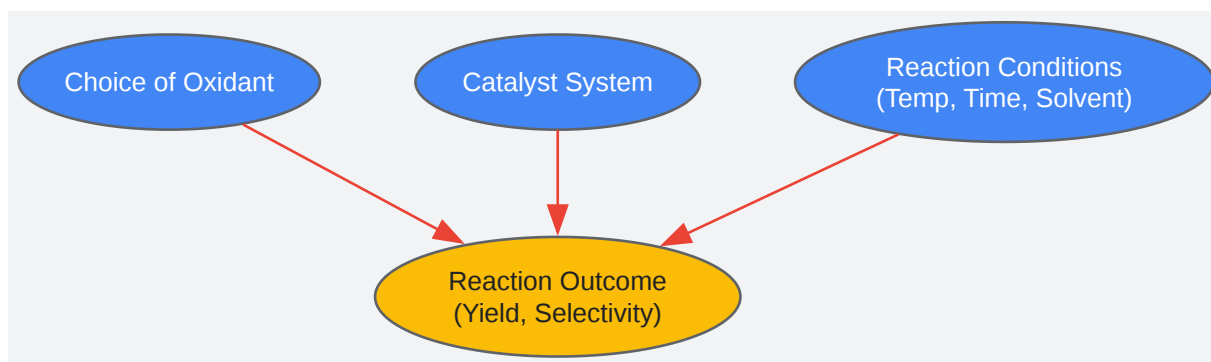 Choice of Oxidant
Catalyst System
Reaction Conditions
(Temp, Time, Solvent)
Reaction Outcome
(Yield, Selectivity)